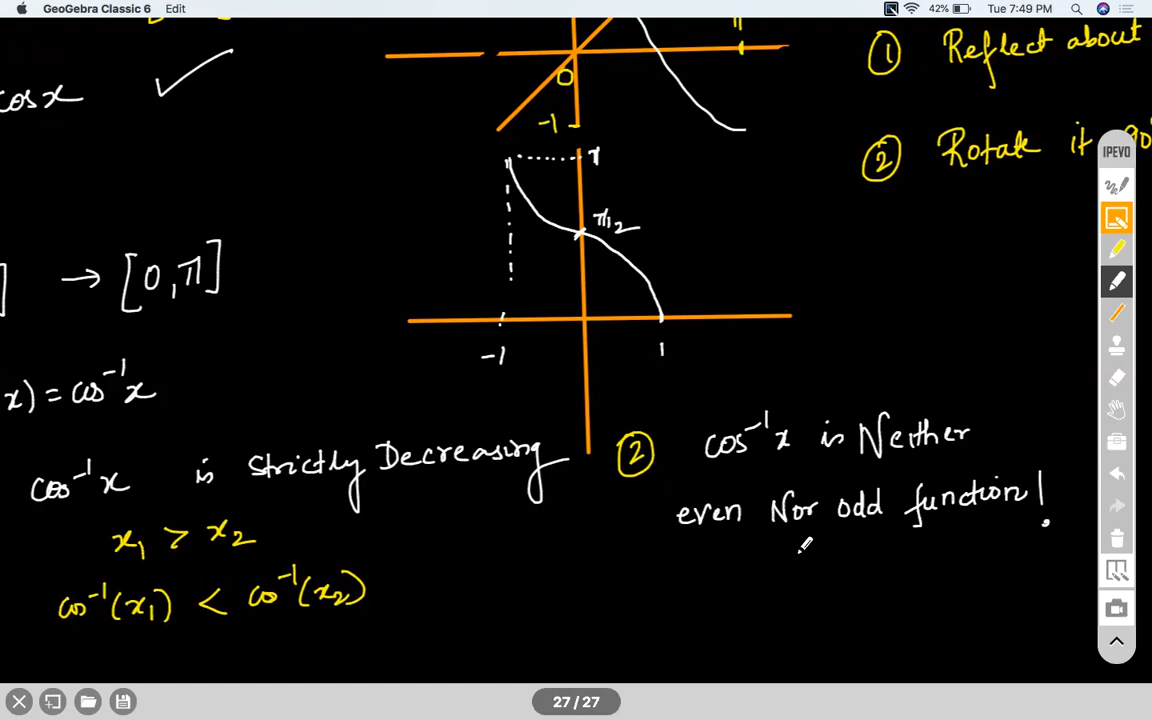 GeoGebra Classic 6 Edit
42% Tue 7:49 PM
cos x
π
0
-1
① Reflect about
② Rotate it 90°
IPEVO
π
π/2
-1
1
] → [0, π]
x) = cos⁻¹x
cos⁻¹x is Strictly Decreasing
x₁ > x₂
cos⁻¹(x₁) < cos⁻¹(x₂)
② cos⁻¹x is Neither
even Nor odd function!
27 / 27